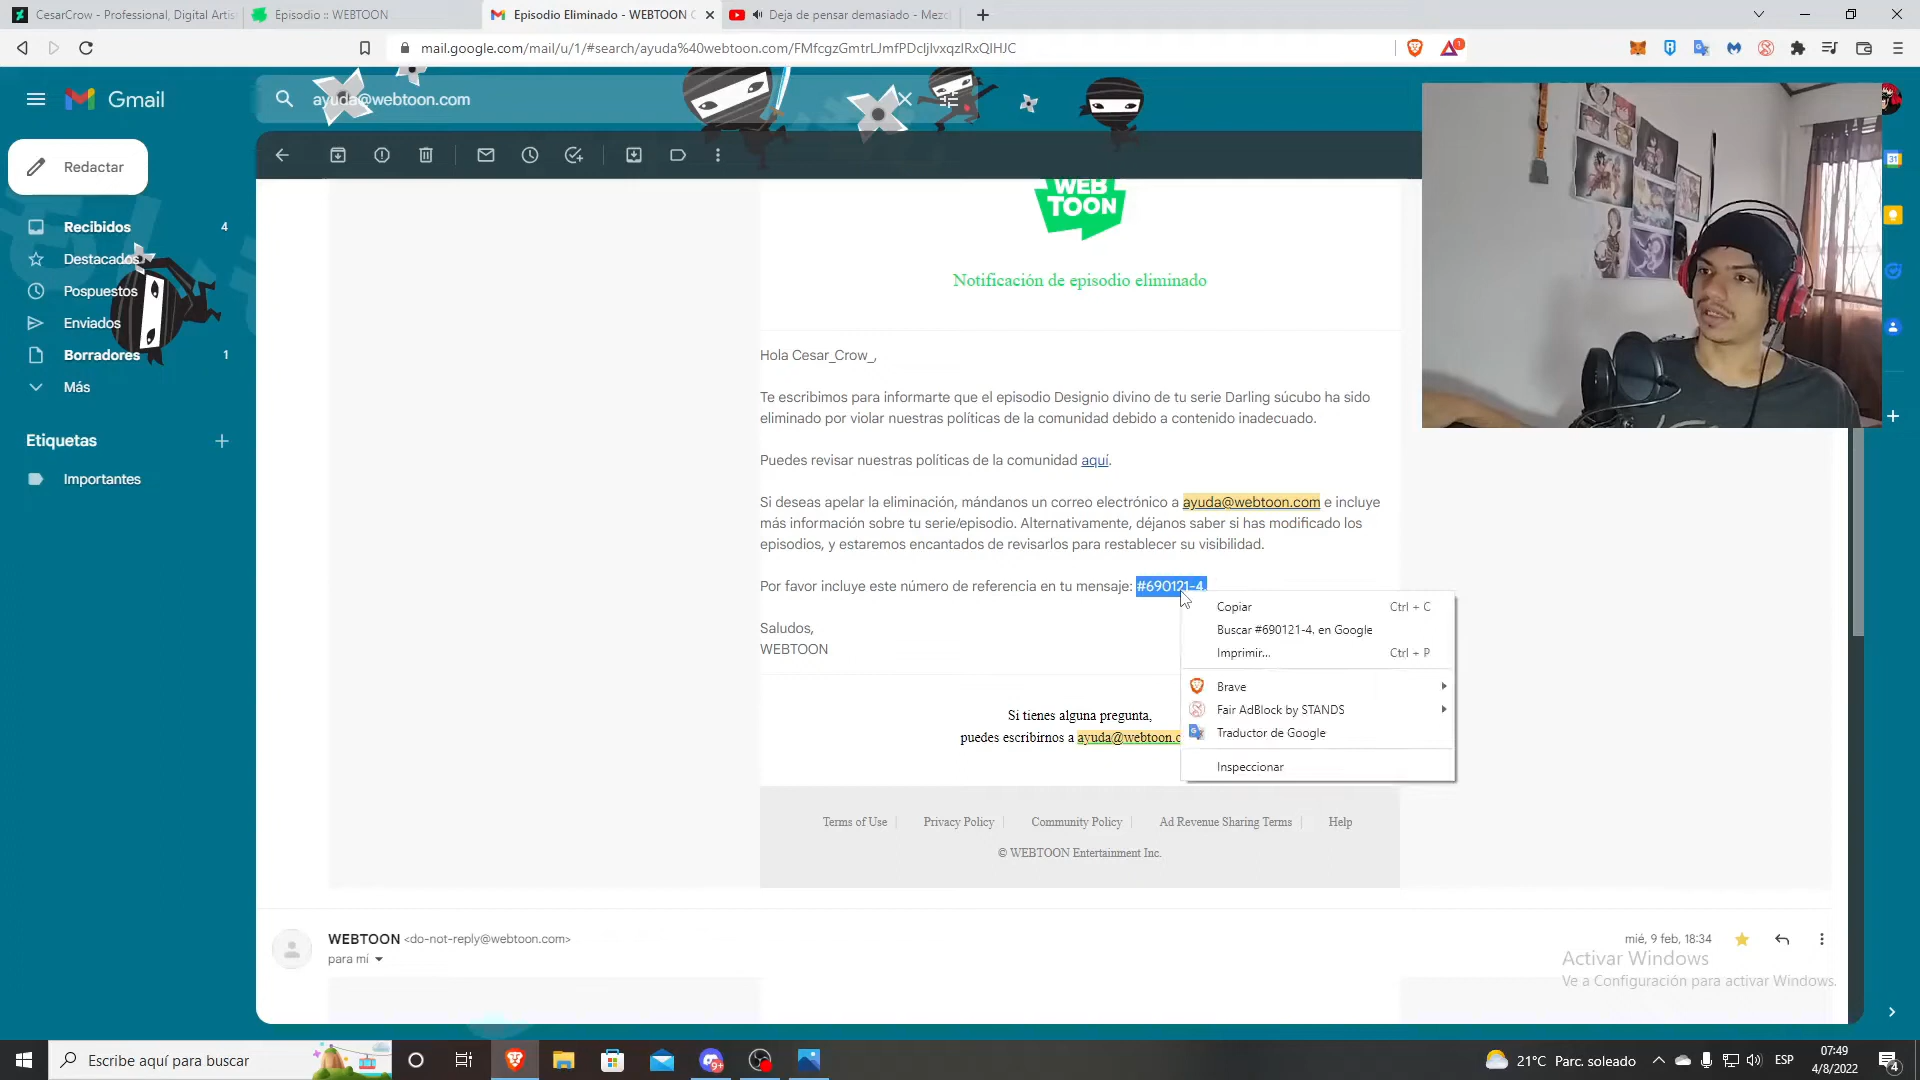 CesarCrow - Professional, Digital Artis
Episodio :: WEBTOON
Episodio Eliminado - WEBTOON
Deja de pensar demasiado - Mezc
mail.google.com/mail/u/1/#search/ayuda%40webtoon.com/FMfcgzGmtrLJmfPDcljlvxqzlRxQlHJC
1
Gmail
ayuda@webtoon.com
Redactar
Recibidos 4
Destacados
Pospuestos
Enviados
Borradores 1
Más
Etiquetas
Importantes
WEB
TOON
Notificación de episodio eliminado
Hola Cesar_Crow_,
Te escribimos para informarte que el episodio Designio divino de tu serie Darling súcubo ha sido
eliminado por violar nuestras políticas de la comunidad debido a contenido inadecuado.
Puedes revisar nuestras políticas de la comunidad aquí.
Si deseas apelar la eliminación, mándanos un correo electrónico a ayuda@webtoon.com e incluye
más información sobre tu serie/episodio. Alternativamente, déjanos saber si has modificado los
episodios, y estaremos encantados de revisarlos para restablecer su visibilidad.
Por favor incluye este número de referencia en tu mensaje: #690121-4.
Saludos,
WEBTOON
Copiar Ctrl + C
Buscar #690121-4. en Google
Imprimir... Ctrl + P
Brave
Fair AdBlock by STANDS
Traductor de Google
Inspeccionar
Si tienes alguna pregunta,
puedes escribirnos a ayuda@webtoon.c
Terms of Use Privacy Policy Community Policy Ad Revenue Sharing Terms Help
© WEBTOON Entertainment Inc.
WEBTOON <do-not-reply@webtoon.com>
para mí
mié, 9 feb, 18:34
Activar Windows
Ve a Configuración para activar Windows.
31
Escribe aquí para buscar
9+
21°C Parc. soleado
ESP
07:49
4/8/2022
4